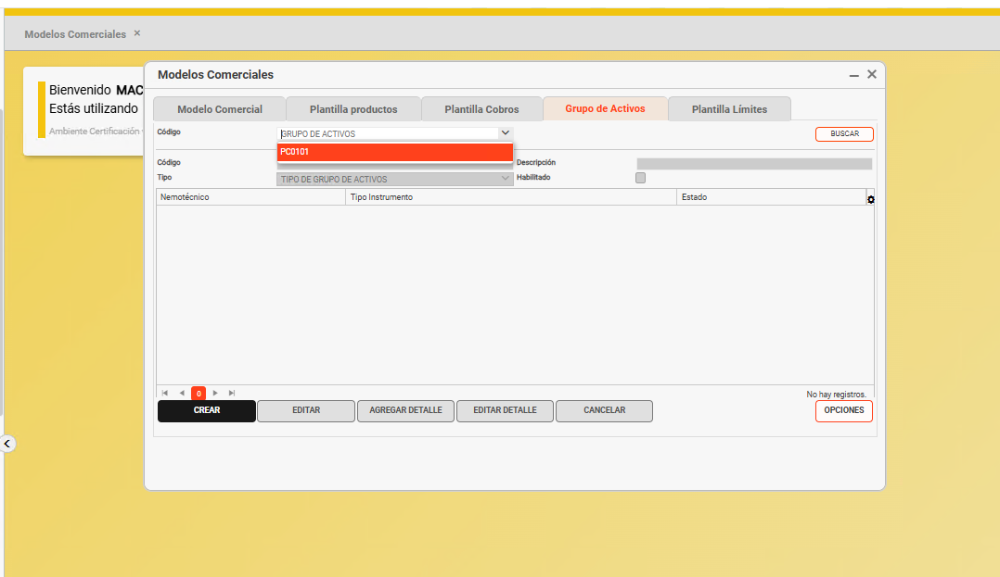 Modelos Comerciales ×
Bienvenido MAC
Estás utilizando
Ambiente Certificación
Modelos Comerciales
Modelo Comercial
Plantilla productos
Plantilla Cobros
Grupo de Activos
Plantilla Límites
Código
GRUPO DE ACTIVOS
BUSCAR
PC0101
Código
Descripción
Tipo
TIPO DE GRUPO DE ACTIVOS
Habilitado
Nemotécnico
Tipo Instrumento
Estado
0
No hay registros.
CREAR
EDITAR
AGREGAR DETALLE
EDITAR DETALLE
CANCELAR
OPCIONES